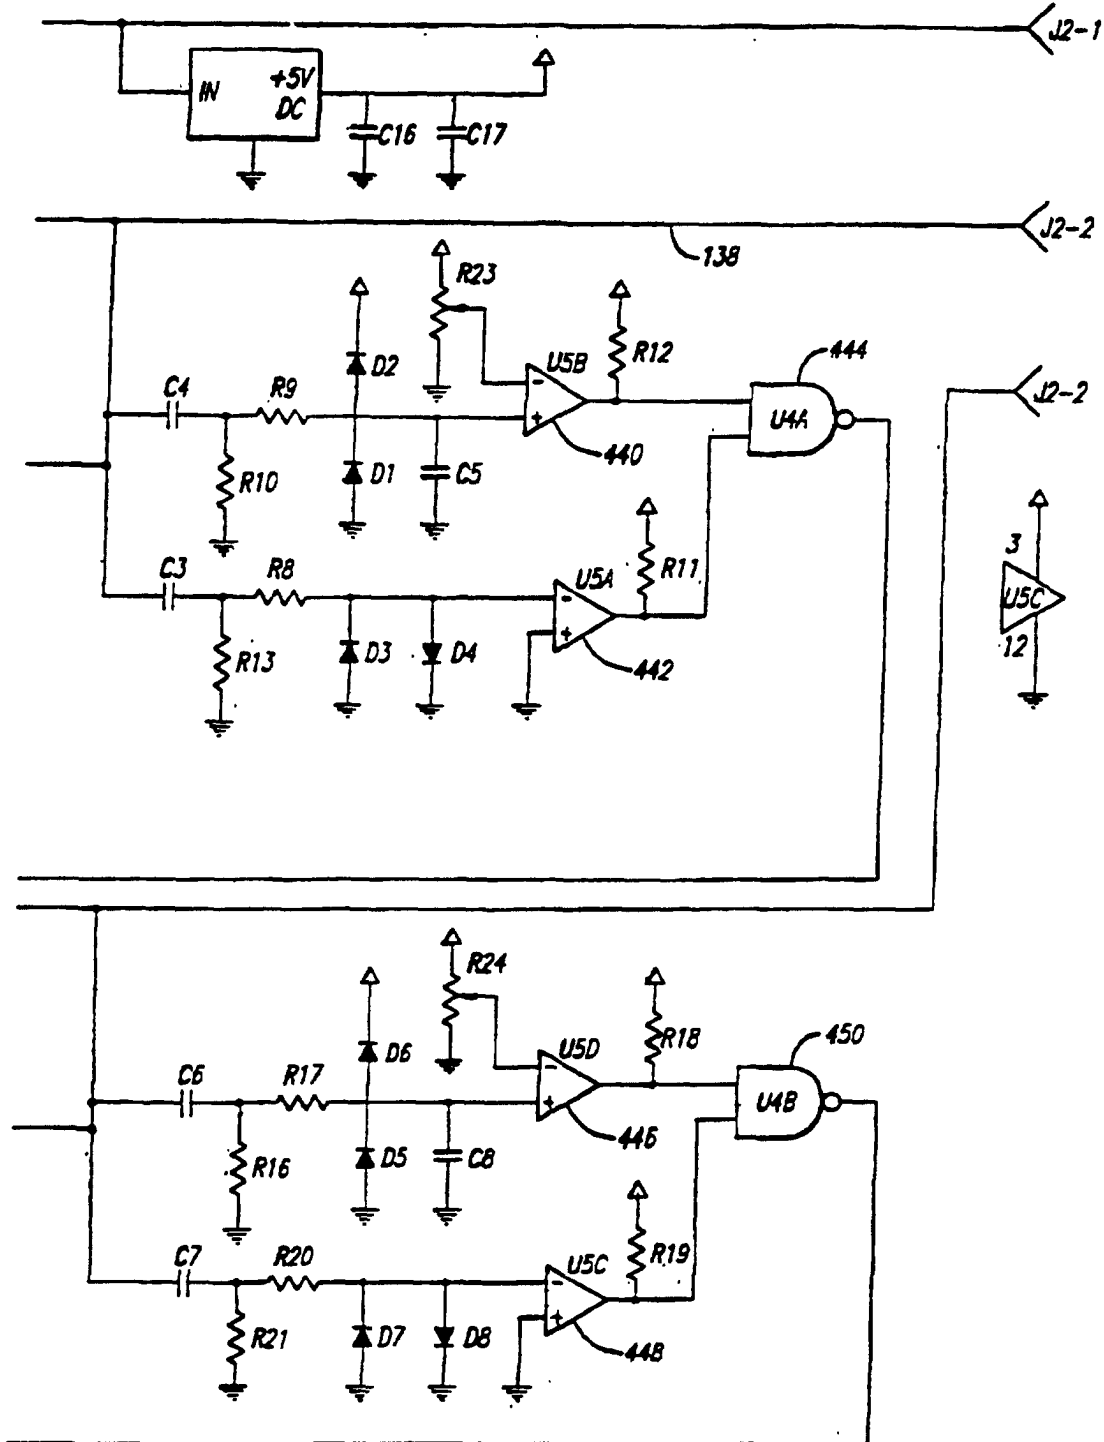 J2-1
IN
+5V
DC
C16
C17
J2-2
138
R23
D2
U5B
R12
444
C4
R9
J2-2
U4A
440
R10
D1
C5
C3
R8
U5A
R11
3
U5C
12
R13
D3
D4
442
R24
D6
U5D
R18
450
C6
R17
U4B
446
R16
D5
C8
C7
R20
U5C
R19
R21
D7
D8
448